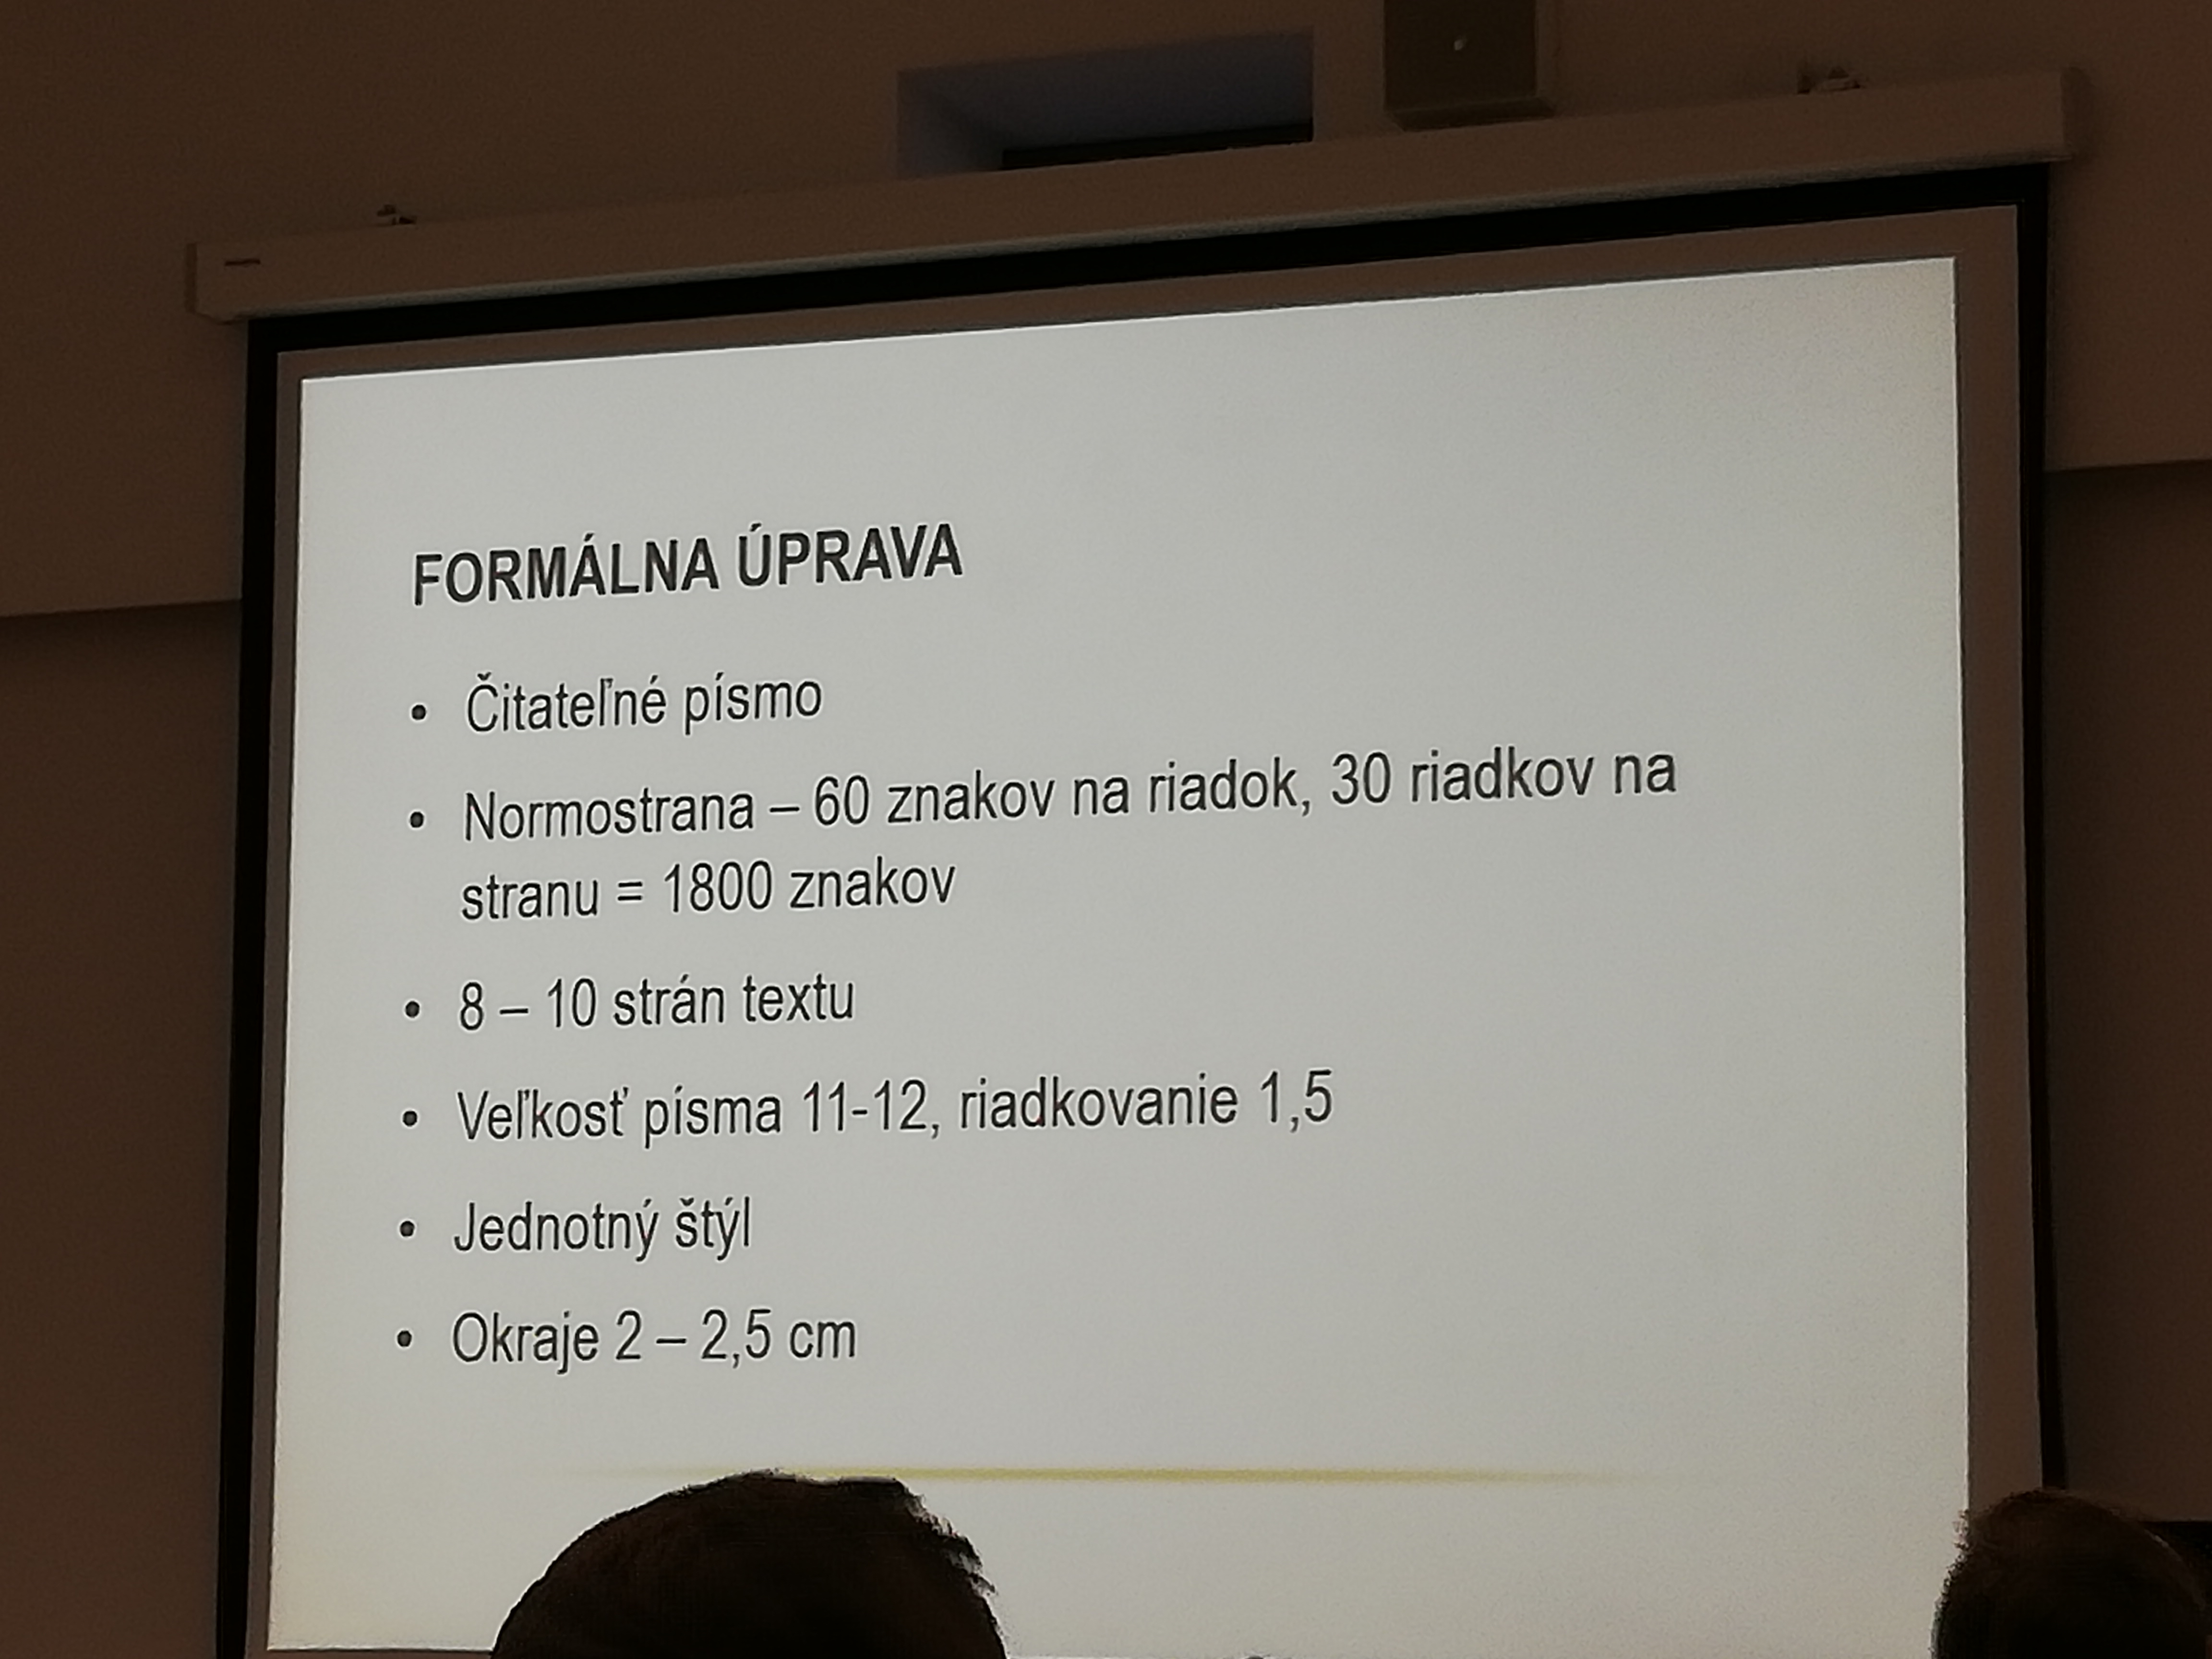 FORMÁLNA ÚPRAVA
• Čitateľné písmo
• Normostrana – 60 znakov na riadok, 30 riadkov na
stranu = 1800 znakov
• 8 – 10 strán textu
• Veľkosť písma 11-12, riadkovanie 1,5
• Jednotný štýl
• Okraje 2 – 2,5 cm